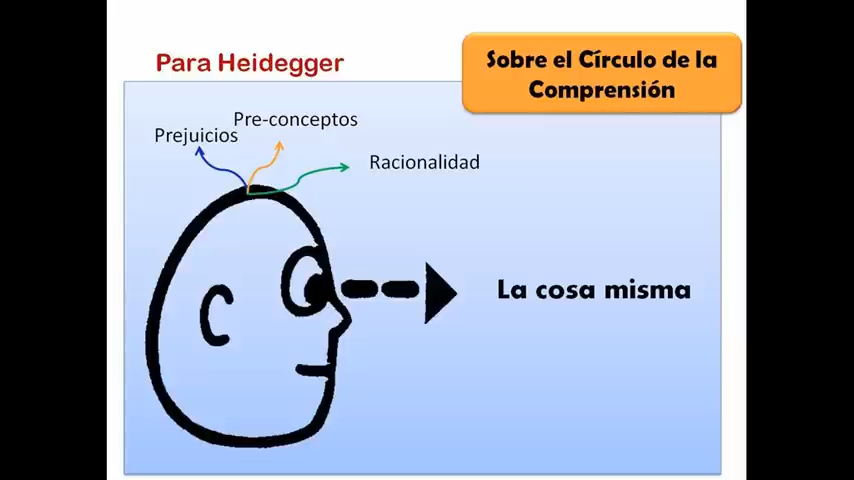 Para Heidegger
Sobre el Círculo de la
Comprensión
Pre-conceptos
Prejuicios
Racionalidad
La cosa misma